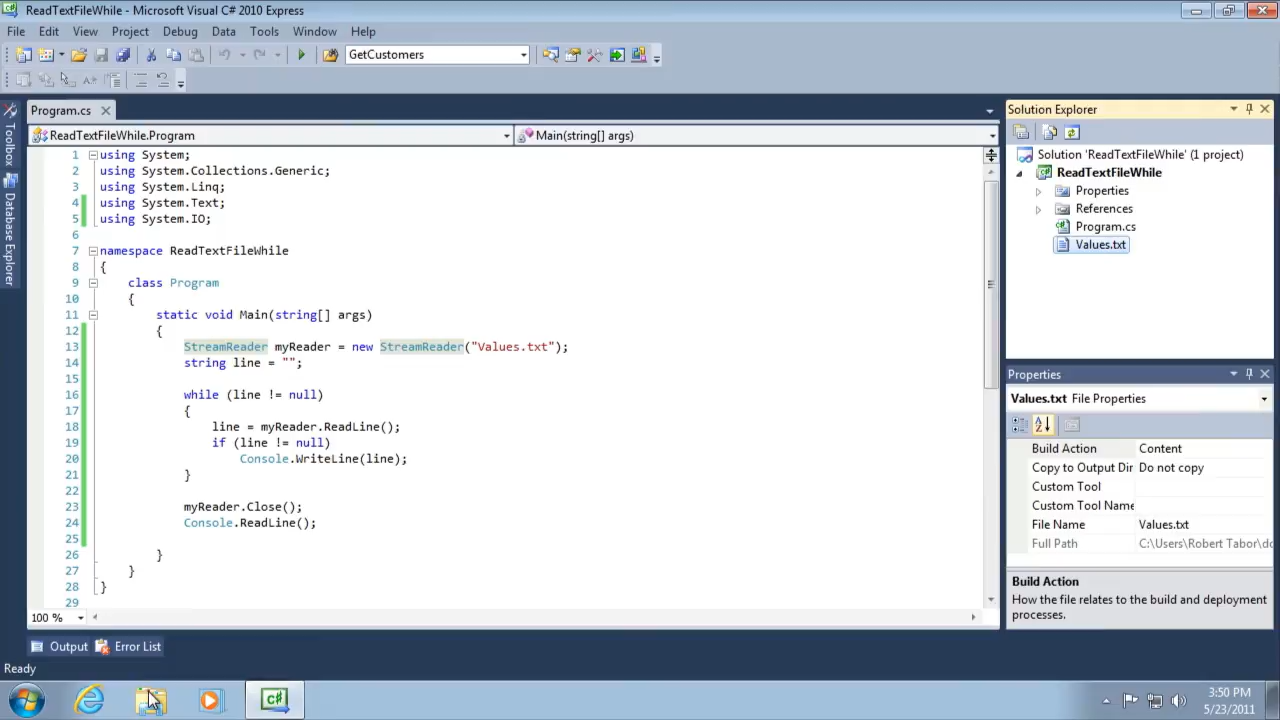 ReadTextFileWhile - Microsoft Visual C# 2010 Express
File Edit View Project Debug Data Tools Window Help
GetCustomers
Program.cs
ReadTextFileWhile.Program
Main(string[] args)
Toolbox
Database Explorer
1 using System;
2 using System.Collections.Generic;
3 using System.Linq;
4 using System.Text;
5 using System.IO;
6
7 namespace ReadTextFileWhile
8 {
9 class Program
10 {
11 static void Main(string[] args)
12 {
13 StreamReader myReader = new StreamReader("Values.txt");
14 string line = "";
15
16 while (line != null)
17 {
18 line = myReader.ReadLine();
19 if (line != null)
20 Console.WriteLine(line);
21 }
22
23 myReader.Close();
24 Console.ReadLine();
25
26 }
27 }
28 }
29
100 %
Output Error List
Ready
Solution Explorer
Solution 'ReadTextFileWhile' (1 project)
ReadTextFileWhile
Properties
References
Program.cs
Values.txt
Properties
Values.txt File Properties
Build Action Content
Copy to Output Dir Do not copy
Custom Tool
Custom Tool Name
File Name Values.txt
Full Path C:\Users\Robert Tabor\do
Build Action
How the file relates to the build and deployment
processes.
C#
3:50 PM
5/23/2011